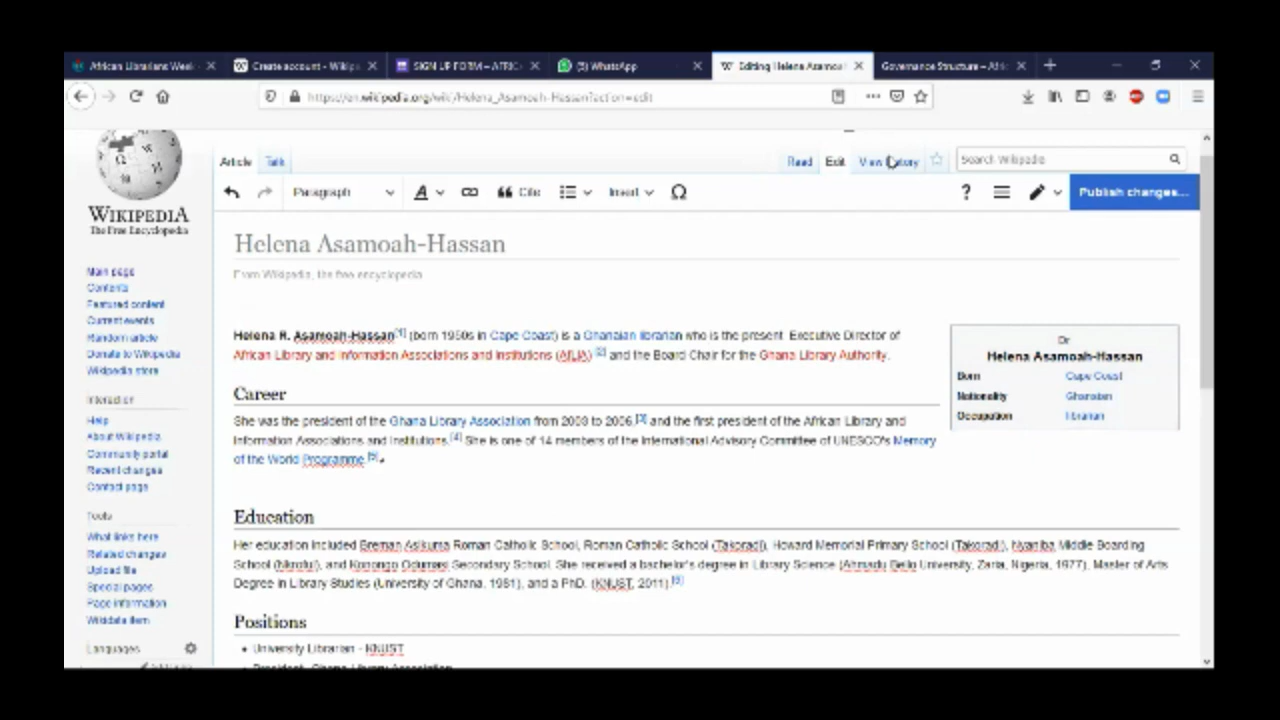 African Librarians Week
Create account - Wikip
SIGN UP FORM – AFRIC
(3) WhatsApp
Editing Helena Asamoa
Governance Structure – Afri
https://en.wikipedia.org/wiki/Helena_Asamoah-Hassan?action=edit
WIKIPEDIA
The Free Encyclopedia
Main page
Contents
Featured content
Current events
Random article
Donate to Wikipedia
Wikipedia store
Interaction
Help
About Wikipedia
Community portal
Recent changes
Contact page
Tools
What links here
Related changes
Upload file
Special pages
Page information
Wikidata item
Languages
Article Talk
Read Edit View history
Search Wikipedia
Paragraph A Cite Insert Ω ? Publish changes...
Helena Asamoah-Hassan
From Wikipedia, the free encyclopedia
Helena R. Asamoah-Hassan[1] (born 1950s in Cape Coast) is a Ghanaian librarian who is the present Executive Director of
African Library and Information Associations and Institutions (AfLIA) [2] and the Board Chair for the Ghana Library Authority.
Dr
Helena Asamoah-Hassan
Born Cape Coast
Nationality Ghanaian
Occupation librarian
Career
She was the president of the Ghana Library Association from 2003 to 2006,[3] and the first president of the African Library and
Information Associations and Institutions.[4] She is one of 14 members of the International Advisory Committee of UNESCO's Memory
of the World Programme.[5]
Education
Her education included Breman Asikuma Roman Catholic School, Roman Catholic School (Takoradi), Howard Memorial Primary School (Takoradi), Nyaniba Middle Boarding
School (Nkroful), and Konongo Odumasi Secondary School. She received a bachelor's degree in Library Science (Ahmadu Bello University, Zaria, Nigeria, 1977), Master of Arts
Degree in Library Studies (University of Ghana, 1981), and a PhD. (KNUST, 2011).[6]
Positions
• University Librarian - KNUST
• President, Ghana Library Association